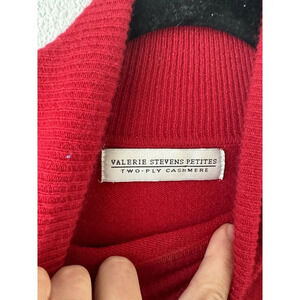 VALERIE STEVENS PETITES
TWO-PLY CASHMERE